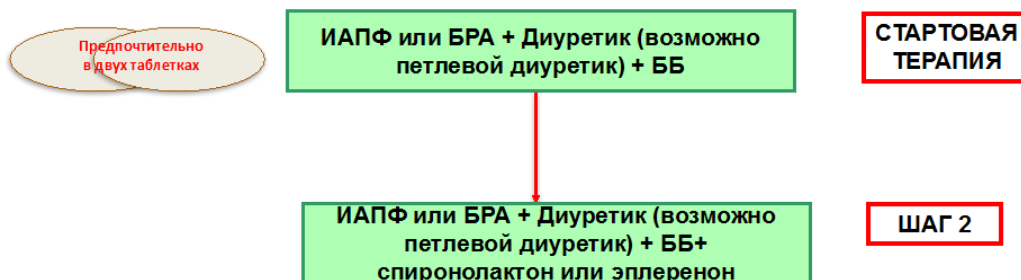 Предпочтительно
в двух таблетках
ИАПФ или БРА + Диуретик (возможно
петлевой диуретик) + ББ
СТАРТОВАЯ
ТЕРАПИЯ
ИАПФ или БРА + Диуретик (возможно
петлевой диуретик) + ББ+
спиронолактон или эплеренон
ШАГ 2